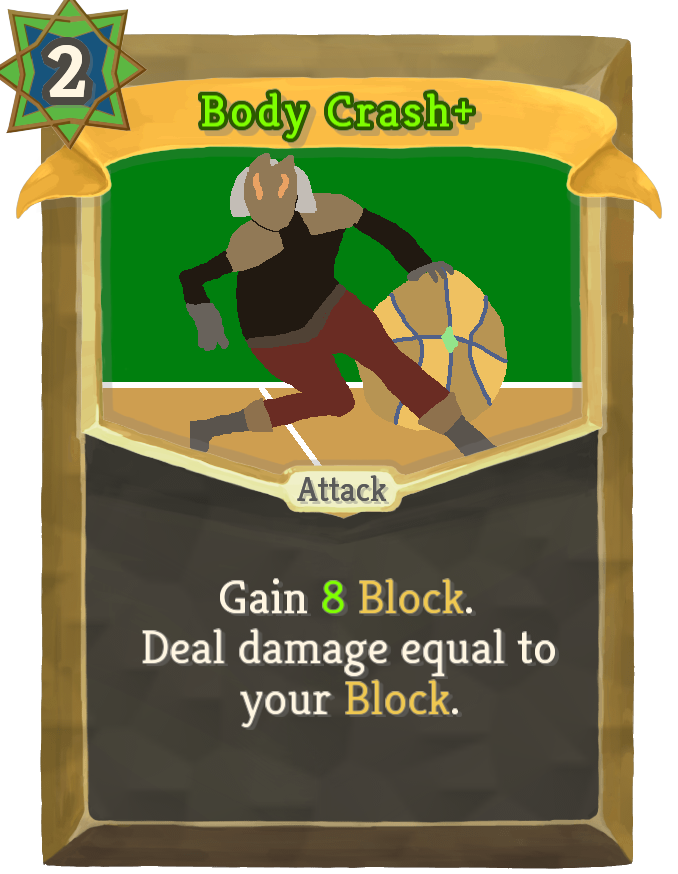 2
Body Crash+
Attack
Gain 8 Block.
Deal damage equal to
your Block.